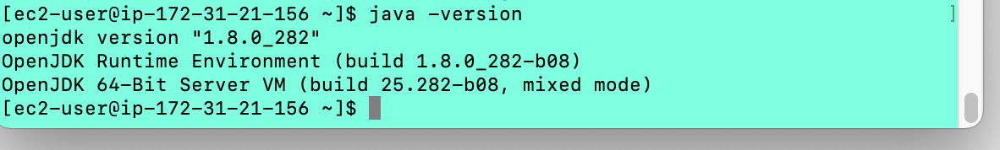 [ec2-user@ip-172-31-21-156 ~]$ java -version ]
openjdk version "1.8.0_282"
OpenJDK Runtime Environment (build 1.8.0_282-b08)
OpenJDK 64-Bit Server VM (build 25.282-b08, mixed mode)
[ec2-user@ip-172-31-21-156 ~]$